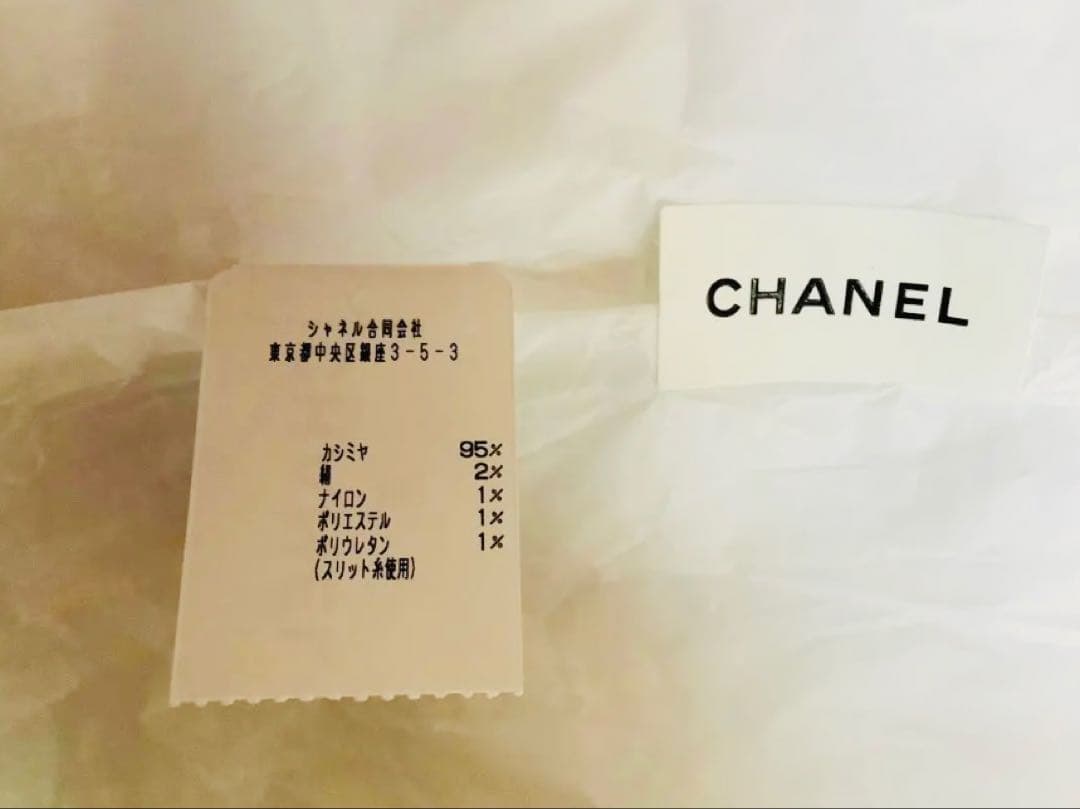 シャネル合同会社
東京都中央区銀座3-5-3
カシミヤ 95%
絹 2%
ナイロン 1%
ポリエステル 1%
ポリウレタン 1%
(スリット糸使用)
CHANEL